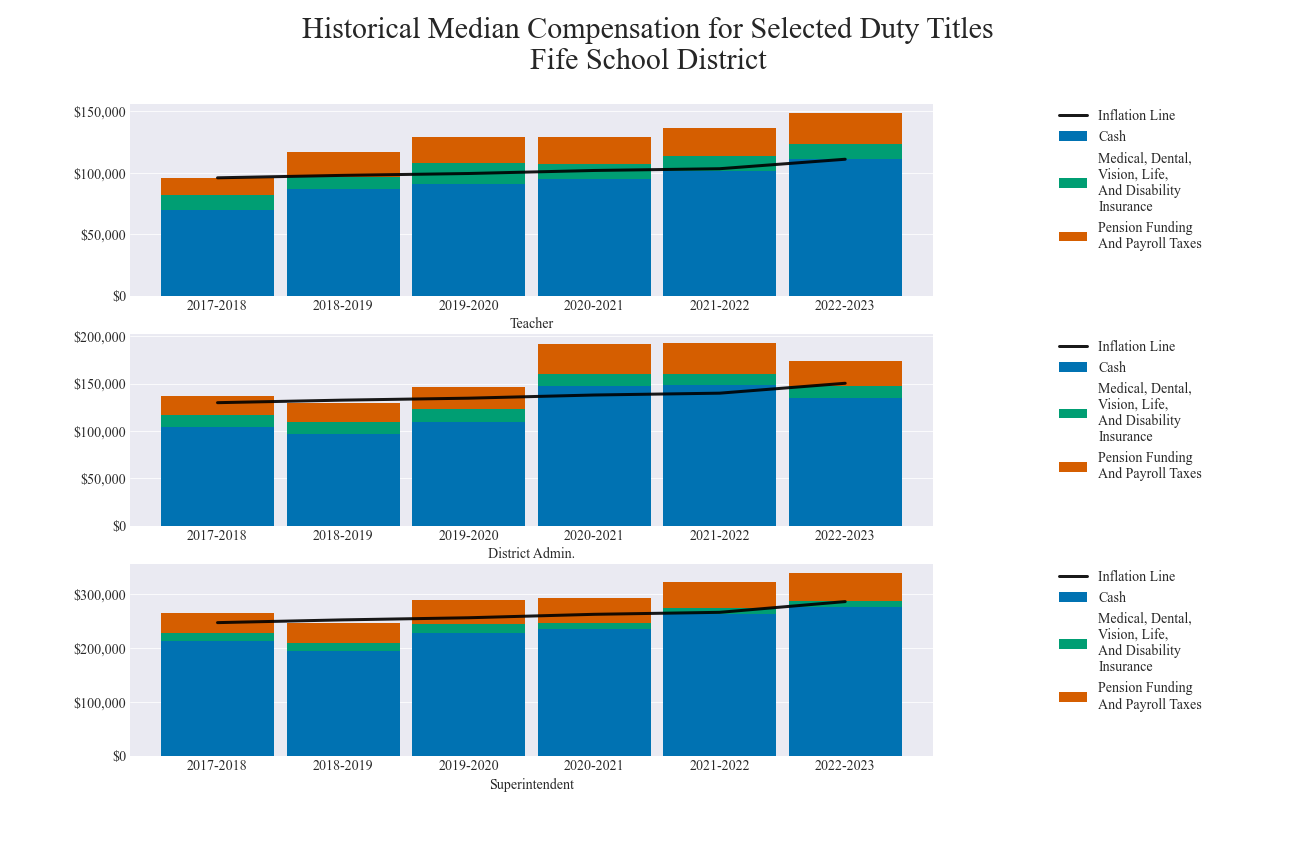 Historical Median Compensation for Selected Duty Titles
Fife School District
$150,000
$100,000
$50,000
$0
2017-2018 2018-2019 2019-2020 2020-2021 2021-2022 2022-2023
Teacher
Inflation Line
Cash
Medical, Dental,
Vision, Life,
And Disability
Insurance
Pension Funding
And Payroll Taxes
$200,000
$150,000
$100,000
$50,000
$0
2017-2018 2018-2019 2019-2020 2020-2021 2021-2022 2022-2023
District Admin.
Inflation Line
Cash
Medical, Dental,
Vision, Life,
And Disability
Insurance
Pension Funding
And Payroll Taxes
$300,000
$200,000
$100,000
$0
2017-2018 2018-2019 2019-2020 2020-2021 2021-2022 2022-2023
Superintendent
Inflation Line
Cash
Medical, Dental,
Vision, Life,
And Disability
Insurance
Pension Funding
And Payroll Taxes